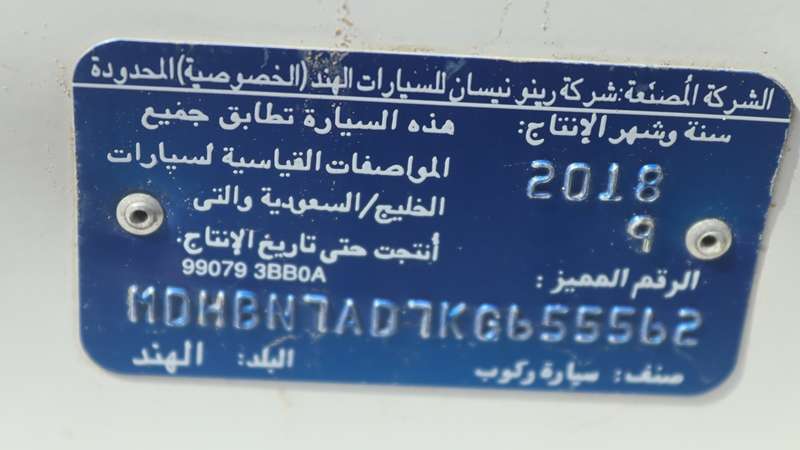 الشركة المُصنّعة: شركة رينو نيسان للسيارات الهند(الخصوصية)المحدودة
سنة وشهر الإنتاج:
2018
9
هذه السيارة تطابق جميع
المواصفات القياسية لسيارات
الخليج/السعودية والتى
أنتجت حتى تاريخ الإنتاج.
99079 3BB0A
الرقم المميز :
MDHBN7AD7KG655562
صنف: سيارة ركوب
البلد: الهند